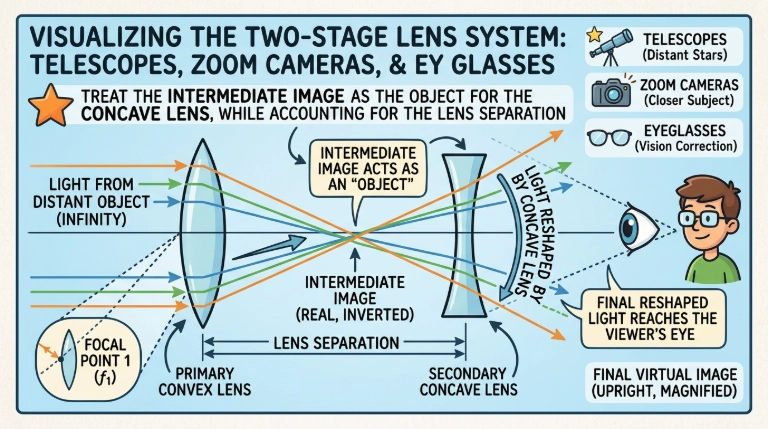 VISUALIZING THE TWO-STAGE LENS SYSTEM:
TELESCOPES, ZOOM CAMERAS, & EY GLASSES
TREAT THE INTERMEDIATE IMAGE AS THE OBJECT FOR THE
CONCAVE LENS, WHILE ACCOUNTING FOR THE LENS SEPARATION
TELESCOPES
(Distant Stars)
ZOOM CAMERAS
(Closer Subject)
EYEGLASSES
(Vision Correction)
LIGHT FROM
DISTANT OBJECT
(INFINITY)
INTERMEDIATE
IMAGE ACTS AS
AN "OBJECT"
LIGHT RESHAPED
BY CONCAVE LENS
INTERMEDIATE
IMAGE
(REAL, INVERTED)
FINAL RESHAPED
LIGHT REACHES THE
VIEWER'S EYE
FOCAL
POINT 1
(f₁)
LENS SEPARATION
PRIMARY
CONVEX LENS
SECONDARY
CONCAVE LENS
FINAL VIRTUAL IMAGE
(UPRIGHT, MAGNIFIED)